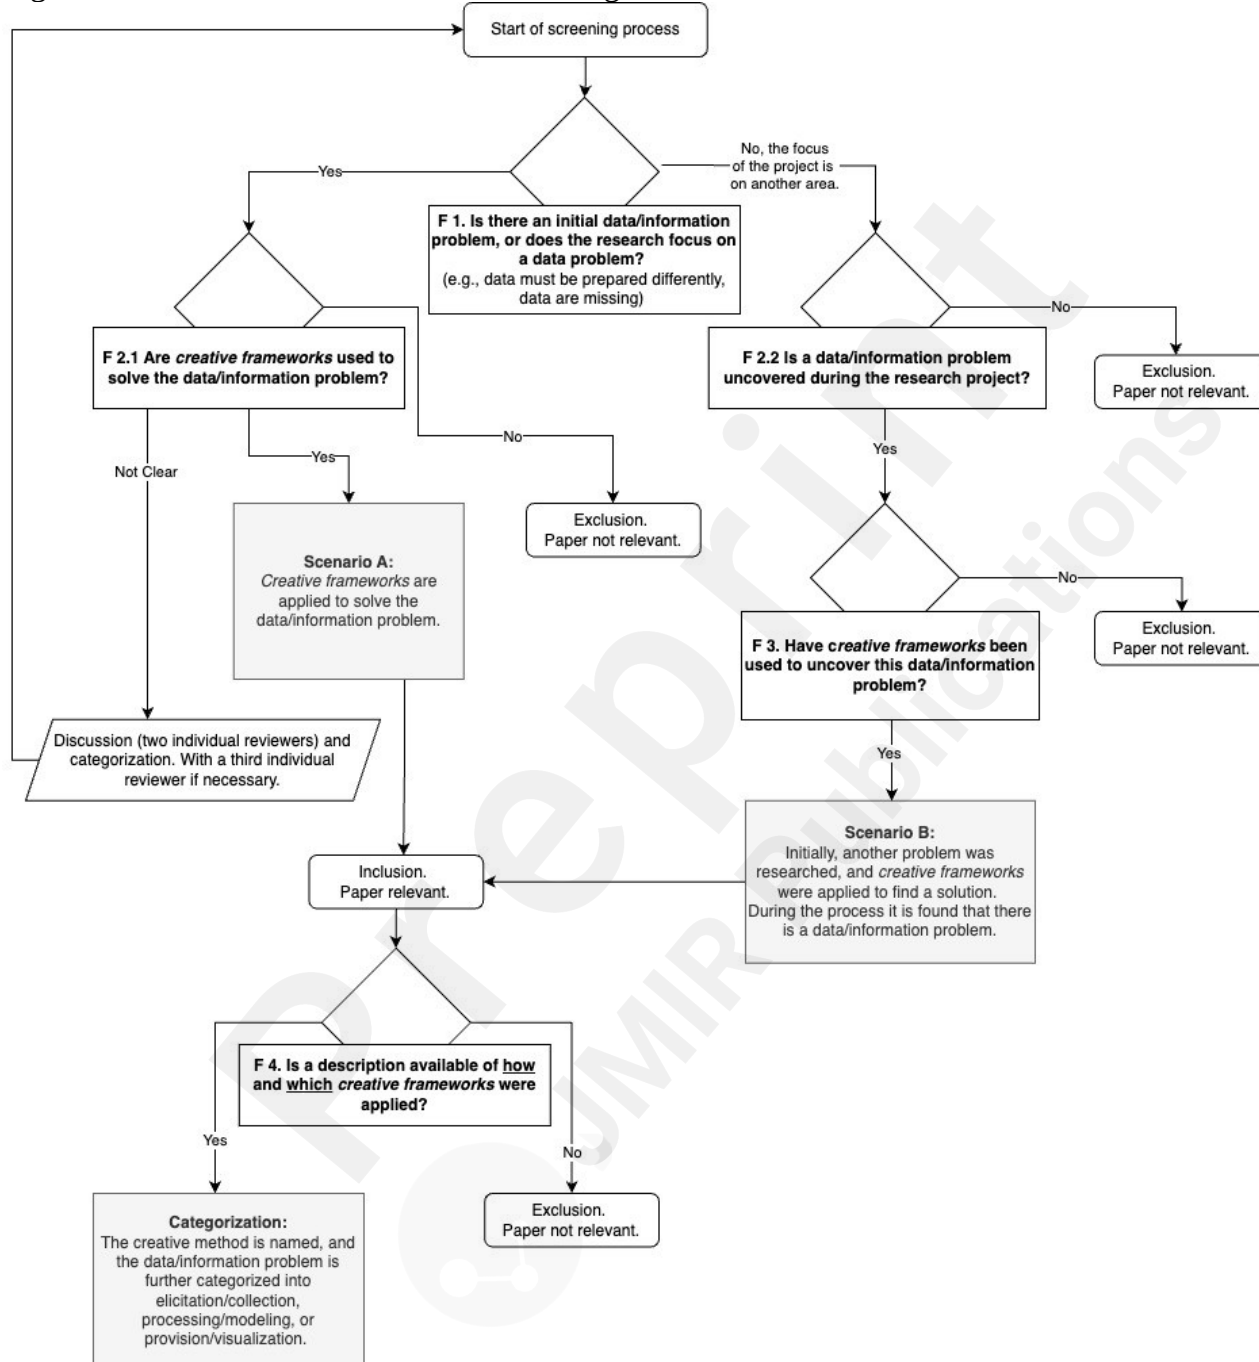 Start of screening process
Yes
No, the focus
of the project is
on another area.
F 1. Is there an initial data/information
problem, or does the research focus on
a data problem?
(e.g., data must be prepared differently,
data are missing)
F 2.1 Are creative frameworks used to
solve the data/information problem?
No
F 2.2 Is a data/information problem
uncovered during the research project?
Exclusion.
Paper not relevant.
Not Clear
Yes
No
Yes
Exclusion.
Paper not relevant.
Scenario A:
Creative frameworks are
applied to solve the
data/information problem.
No
Exclusion.
Paper not relevant.
F 3. Have creative frameworks been
used to uncover this data/information
problem?
Discussion (two individual reviewers) and
categorization. With a third individual
reviewer if necessary.
Yes
Scenario B:
Initially, another problem was
researched, and creative frameworks
were applied to find a solution.
During the process it is found that there
is a data/information problem.
Inclusion.
Paper relevant.
F 4. Is a description available of how
and which creative frameworks were
applied?
Yes
No
Categorization:
The creative method is named, and
the data/information problem is
further categorized into
elicitation/collection,
processing/modeling, or
provision/visualization.
Exclusion.
Paper not relevant.
Preprint
JMIR Publications